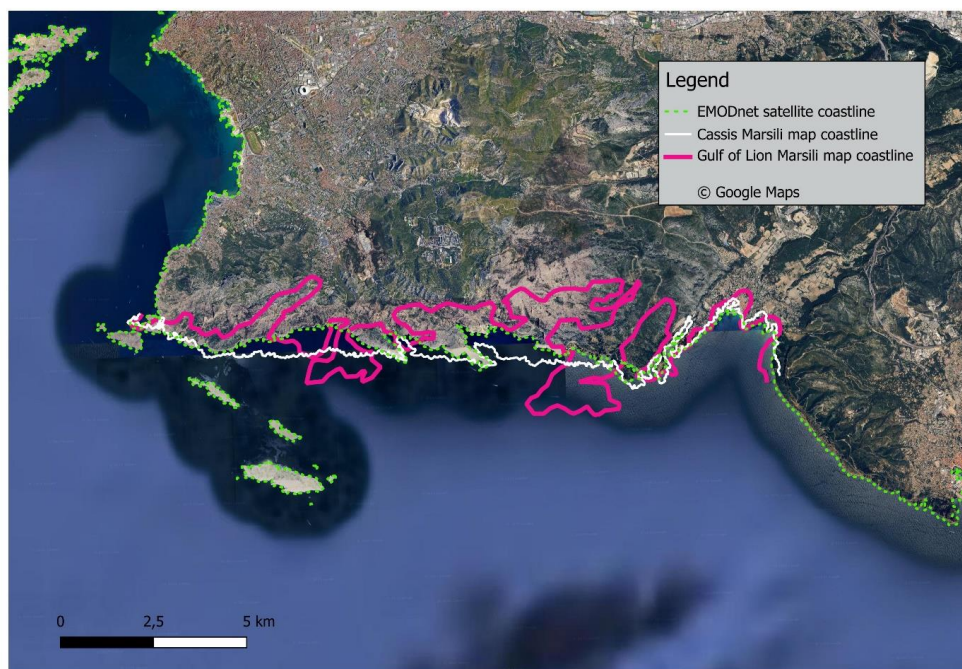 Legend
EMODnet satellite coastline
Cassis Marsili map coastline
Gulf of Lion Marsili map coastline
© Google Maps
0 2,5 5 km